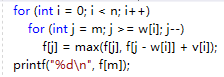 for (int i = 0; i < n; i++)
for (int j = m; j >= w[i]; j--)
f[j] = max(f[j], f[j - w[i]] + v[i]);
printf("%d\n", f[m]);